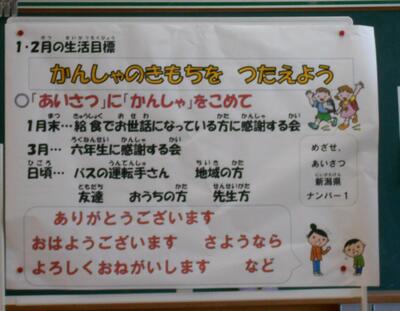 1・2月の生活目標
かんしゃのきもちを つたえよう
○「あいさつ」に「かんしゃ」をこめて
1月末…給食でお世話になっている方に感謝する会
3月… 六年生に感謝する会
日頃… バスの運転手さん 地域の方
友達 おうちの方 先生方
めざせ、
あいさつ
新潟県
ナンバー1
ありがとうございます
おはようございます さようなら
よろしくおねがいします など